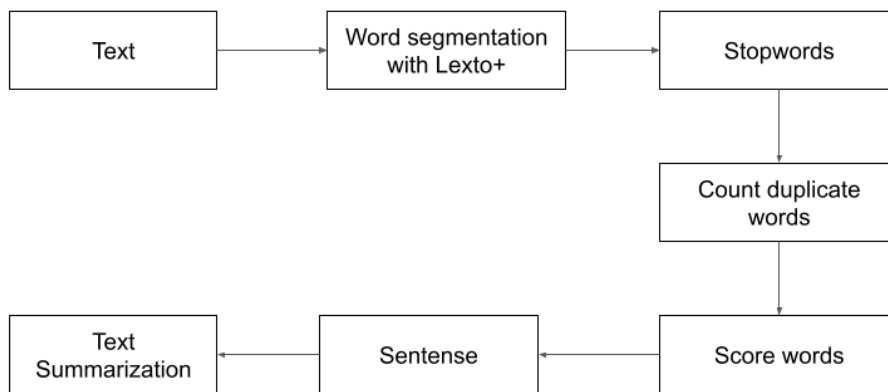 Text
Word segmentation
with Lexto+
Stopwords
Count duplicate
words
Score words
Sentense
Text
Summarization